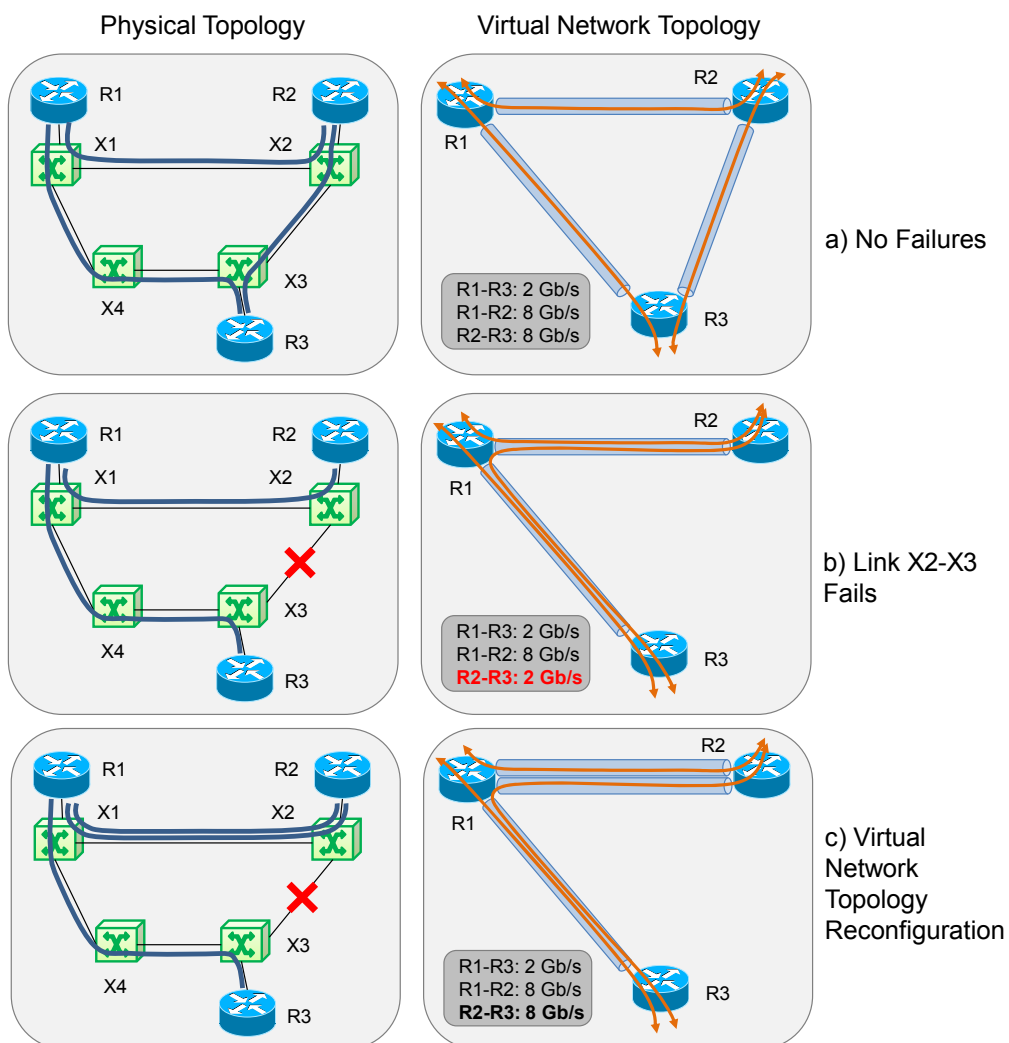 Physical Topology
Virtual Network Topology
R1
R2
X1
X2
X4
X3
R3
R2
R1
R3
R1-R3: 2 Gb/s
R1-R2: 8 Gb/s
R2-R3: 8 Gb/s
a) No Failures
R1
R2
X1
X2
X4
X3
R3
R2
R1
R3
R1-R3: 2 Gb/s
R1-R2: 8 Gb/s
R2-R3: 2 Gb/s
b) Link X2-X3
Fails
R1
R2
X1
X2
X4
X3
R3
R2
R1
R3
R1-R3: 2 Gb/s
R1-R2: 8 Gb/s
R2-R3: 8 Gb/s
c) Virtual
Network
Topology
Reconfiguration